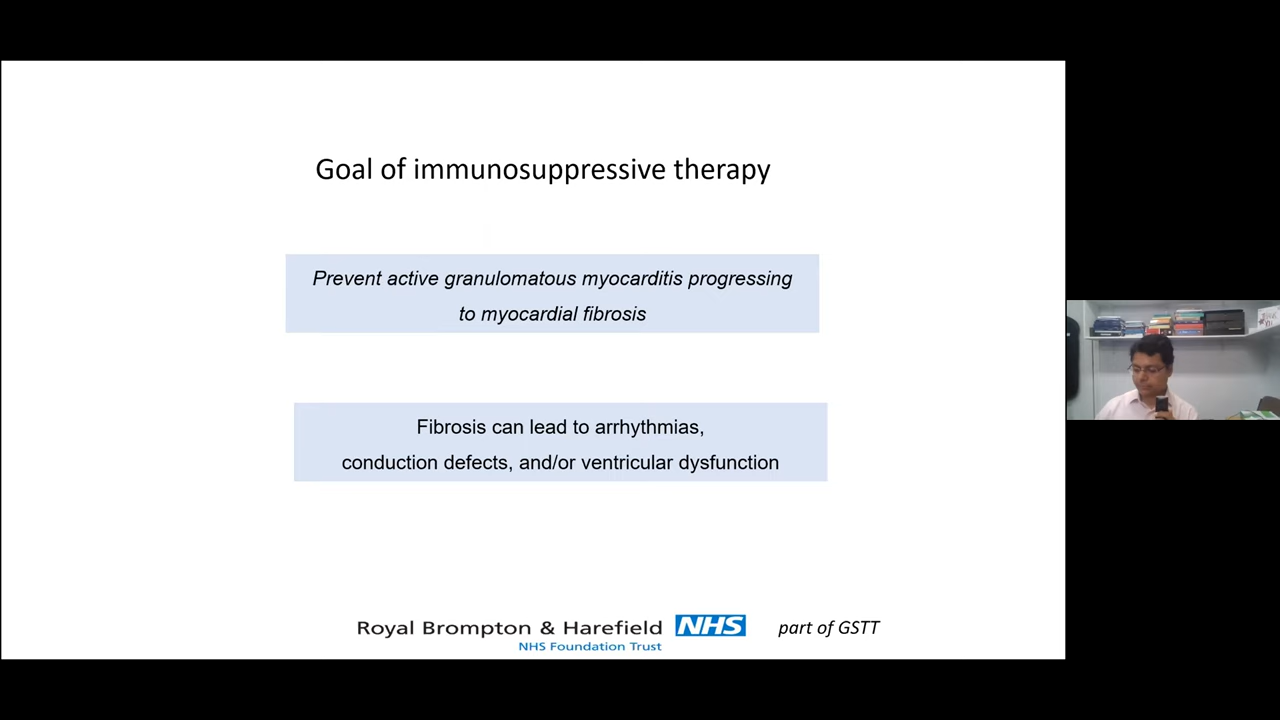 Goal of immunosuppressive therapy
Prevent active granulomatous myocarditis progressing
to myocardial fibrosis
Fibrosis can lead to arrhythmias,
conduction defects, and/or ventricular dysfunction
Royal Brompton & Harefield NHS part of GSTT
NHS Foundation Trust